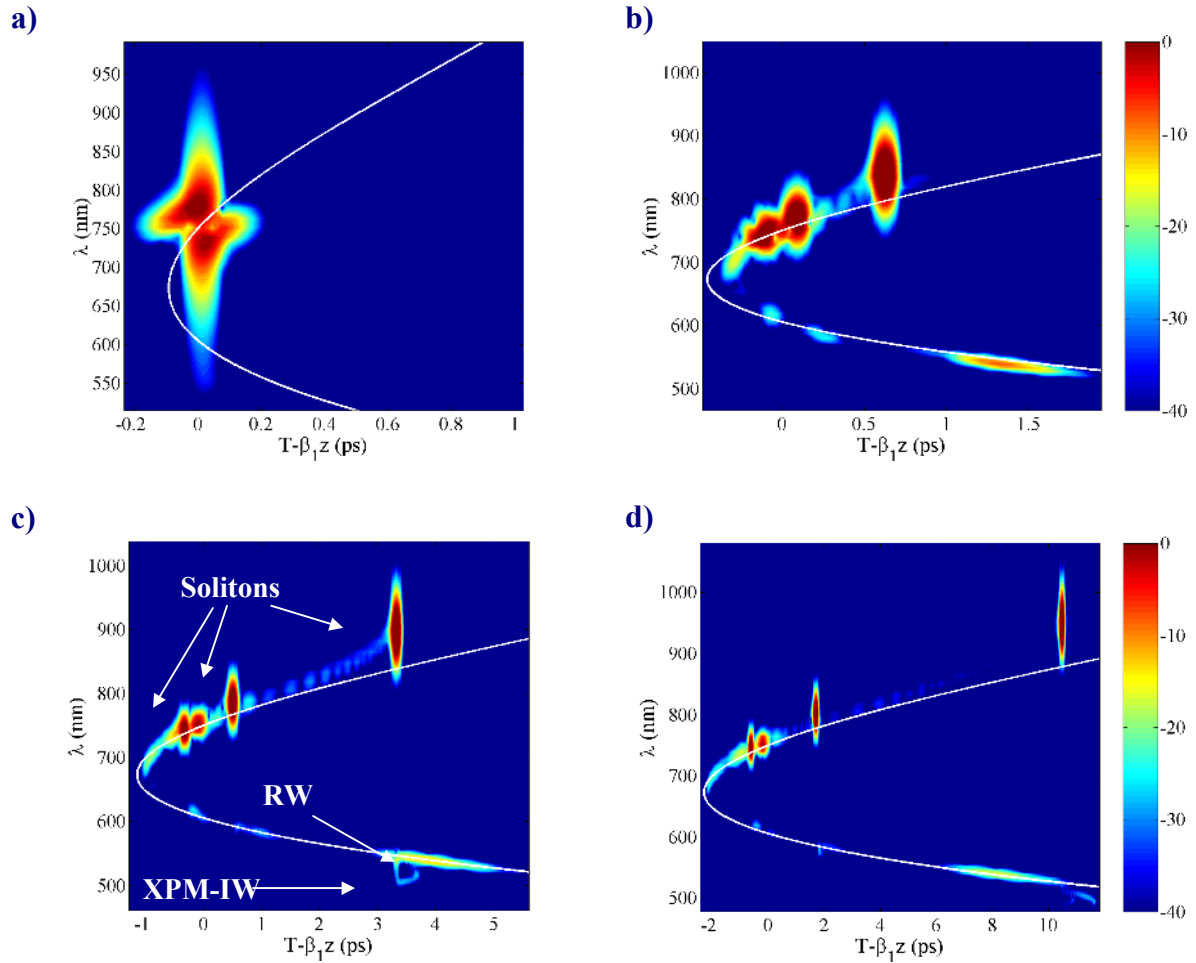 a)
950
900
850
800
750
700
650
600
550
λ (nm)
-0.2 0 0.2 0.4 0.6 0.8 1
T-β₁z (ps)
b)
1000
900
800
700
600
500
λ (nm)
0 0.5 1 1.5
T-β₁z (ps)
0
-10
-20
-30
-40
c)
1000
900
800
700
600
500
λ (nm)
Solitons
RW
XPM-IW
-1 0 1 2 3 4 5
T-β₁z (ps)
d)
1000
900
800
700
600
500
λ (nm)
-2 0 2 4 6 8 10
T-β₁z (ps)
0
-10
-20
-30
-40